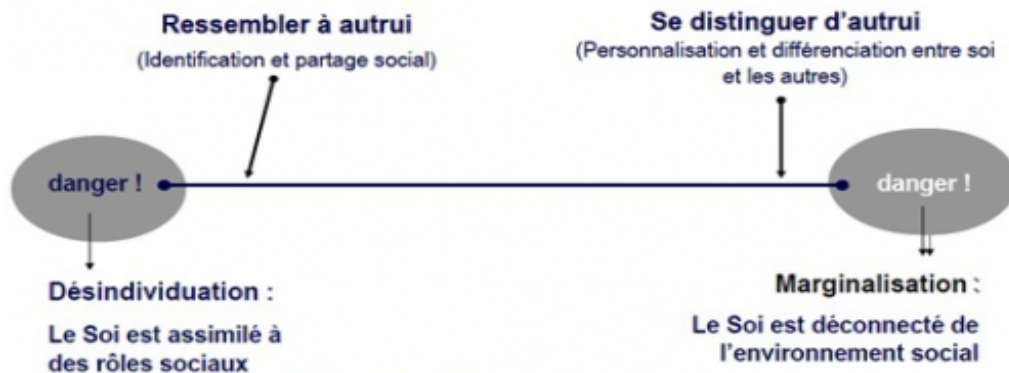 Ressembler à autrui
(Identification et partage social)
Se distinguer d'autrui
(Personnalisation et différenciation entre soi
et les autres)
danger !
danger !
Désindividuation :
Le Soi est assimilé à
des rôles sociaux
Marginalisation :
Le Soi est déconnecté de
l'environnement social